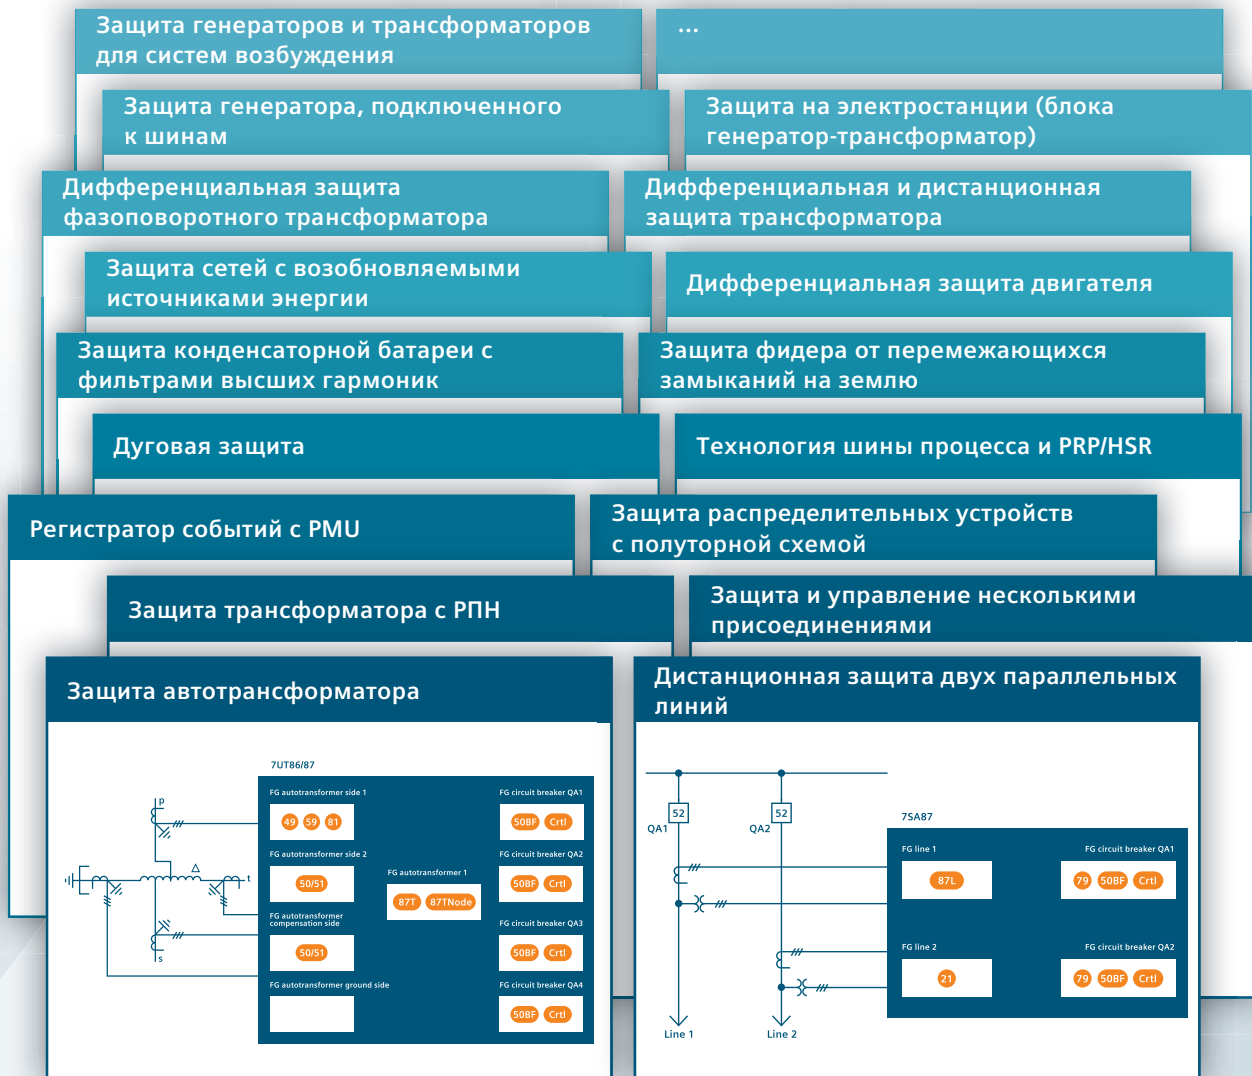 Защита генераторов и трансформаторов
для систем возбуждения
...
Защита генератора, подключенного
к шинам
Защита на электростанции (блока
генератор-трансформатор)
Дифференциальная защита
фазоповоротного трансформатора
Дифференциальная и дистанционная
защита трансформатора
Защита сетей с возобновляемыми
источниками энергии
Дифференциальная защита двигателя
Защита конденсаторной батареи с
фильтрами высших гармоник
Защита фидера от перемежающихся
замыканий на землю
Дуговая защита
Технология шины процесса и PRP/HSR
Регистратор событий с PMU
Защита распределительных устройств
с полуторной схемой
Защита трансформатора с РПН
Защита и управление несколькими
присоединениями
Защита автотрансформатора
7UT86/87
FG autotransformer side 1
49 59 81
FG circuit breaker QA1
50BF Crtl
FG autotransformer side 2
50/51
FG autotransformer 1
87T 87TNode
FG circuit breaker QA2
50BF Crtl
FG autotransformer
compensation side
50/51
FG circuit breaker QA3
50BF Crtl
FG autotransformer ground side
FG circuit breaker QA4
50BF Crtl
p
t
s
Дистанционная защита двух параллельных
линий
52
QA1
52
QA2
7SA87
FG line 1
87L
FG circuit breaker QA1
79 50BF Crtl
FG line 2
21
FG circuit breaker QA2
79 50BF Crtl
Line 1
Line 2